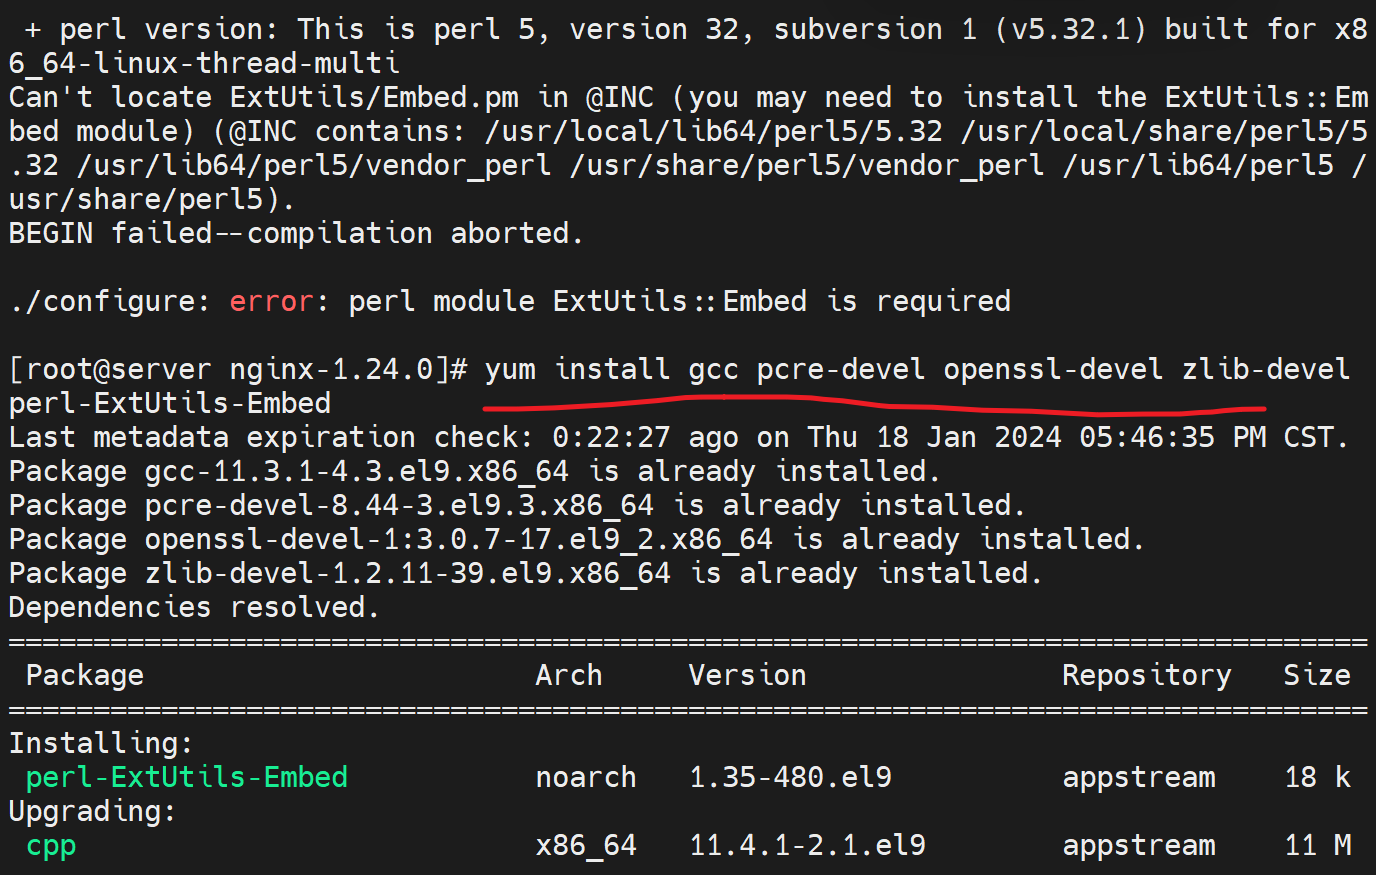 + perl version: This is perl 5, version 32, subversion 1 (v5.32.1) built for x8
6_64-linux-thread-multi
Can't locate ExtUtils/Embed.pm in @INC (you may need to install the ExtUtils::Em
bed module) (@INC contains: /usr/local/lib64/perl5/5.32 /usr/local/share/perl5/5
.32 /usr/lib64/perl5/vendor_perl /usr/share/perl5/vendor_perl /usr/lib64/perl5 /
usr/share/perl5).
BEGIN failed--compilation aborted.
./configure: error: perl module ExtUtils::Embed is required
[root@server nginx-1.24.0]# yum install gcc pcre-devel openssl-devel zlib-devel
perl-ExtUtils-Embed
Last metadata expiration check: 0:22:27 ago on Thu 18 Jan 2024 05:46:35 PM CST.
Package gcc-11.3.1-4.3.el9.x86_64 is already installed.
Package pcre-devel-8.44-3.el9.3.x86_64 is already installed.
Package openssl-devel-1:3.0.7-17.el9_2.x86_64 is already installed.
Package zlib-devel-1.2.11-39.el9.x86_64 is already installed.
Dependencies resolved.
================================================================================
Package Arch Version Repository Size
================================================================================
Installing:
perl-ExtUtils-Embed noarch 1.35-480.el9 appstream 18 k
Upgrading:
cpp x86_64 11.4.1-2.1.el9 appstream 11 M